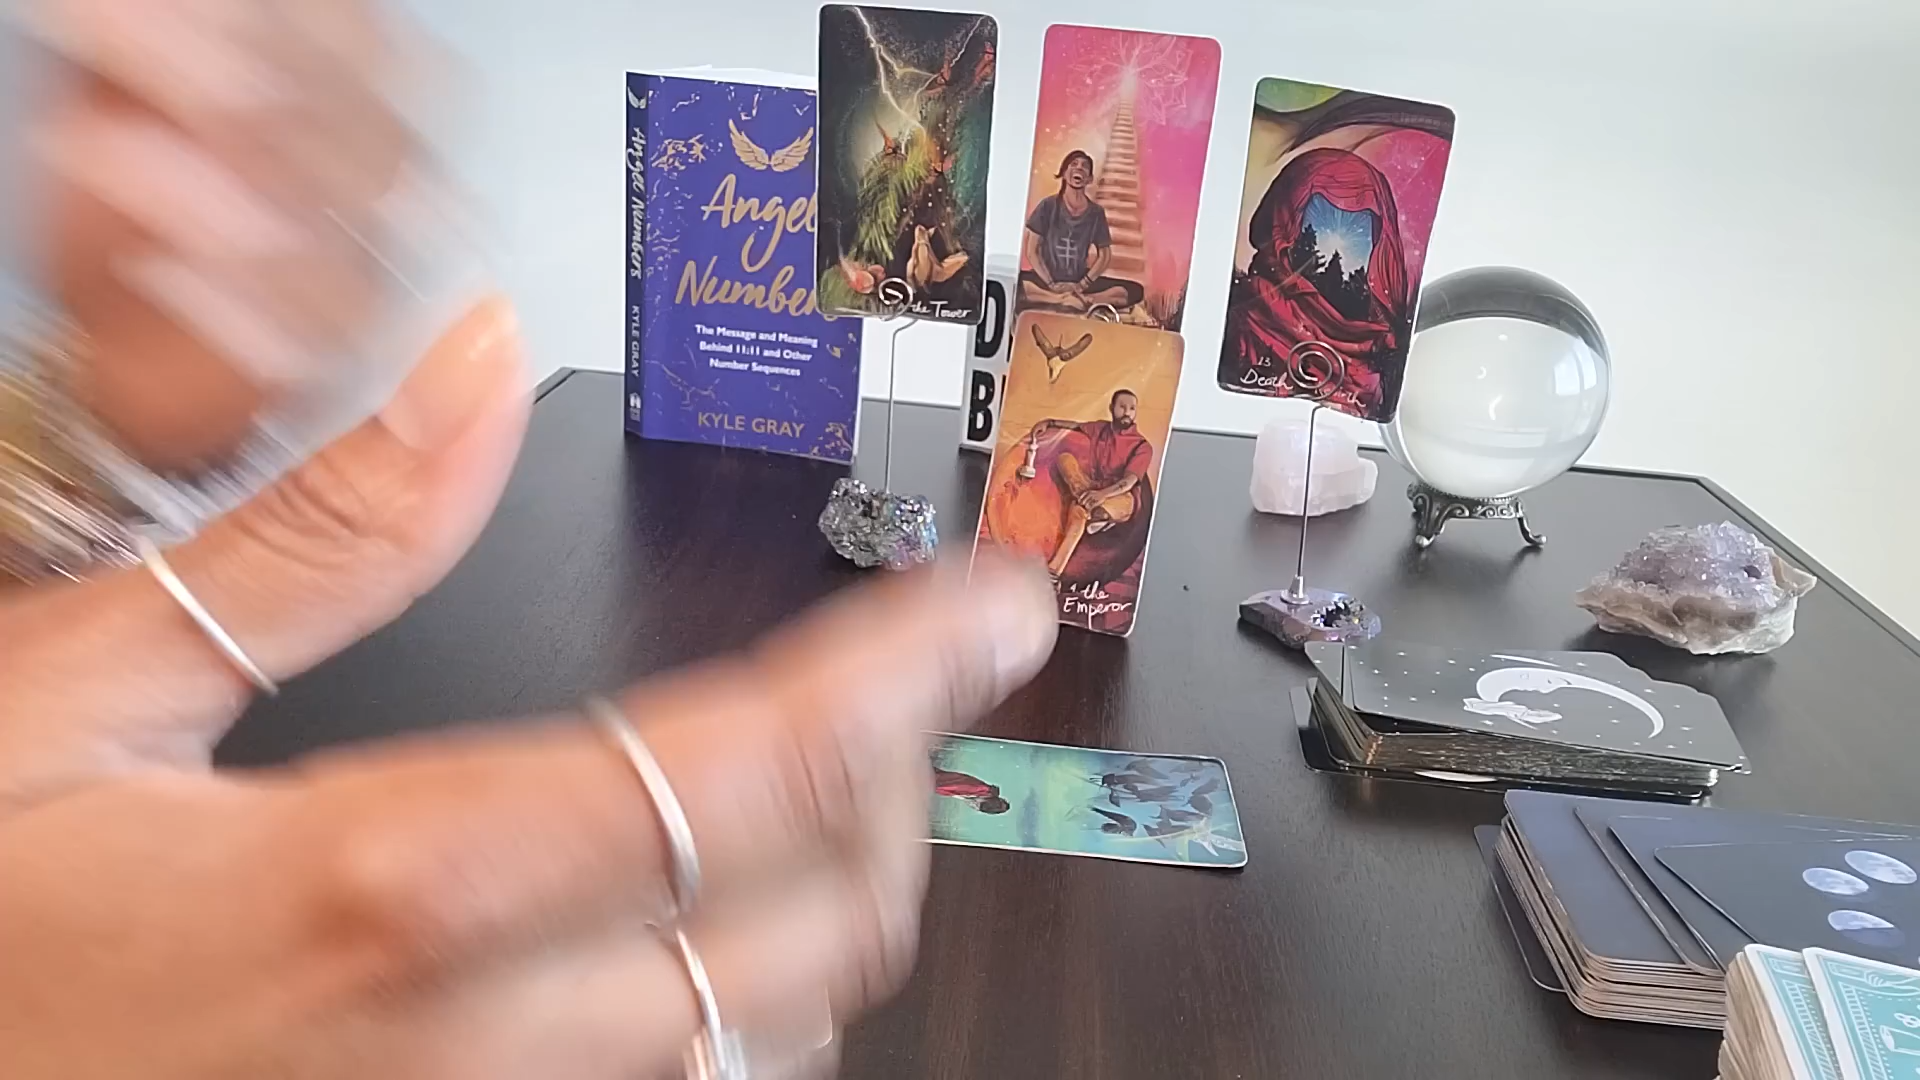 Angel Numbers KYLE GRAY
Angel
Numbers
The Message and Meaning
Behind 11:11 and Other
Number Sequences
KYLE GRAY
the Tower
13
Death
D
B
4 the
Emperor